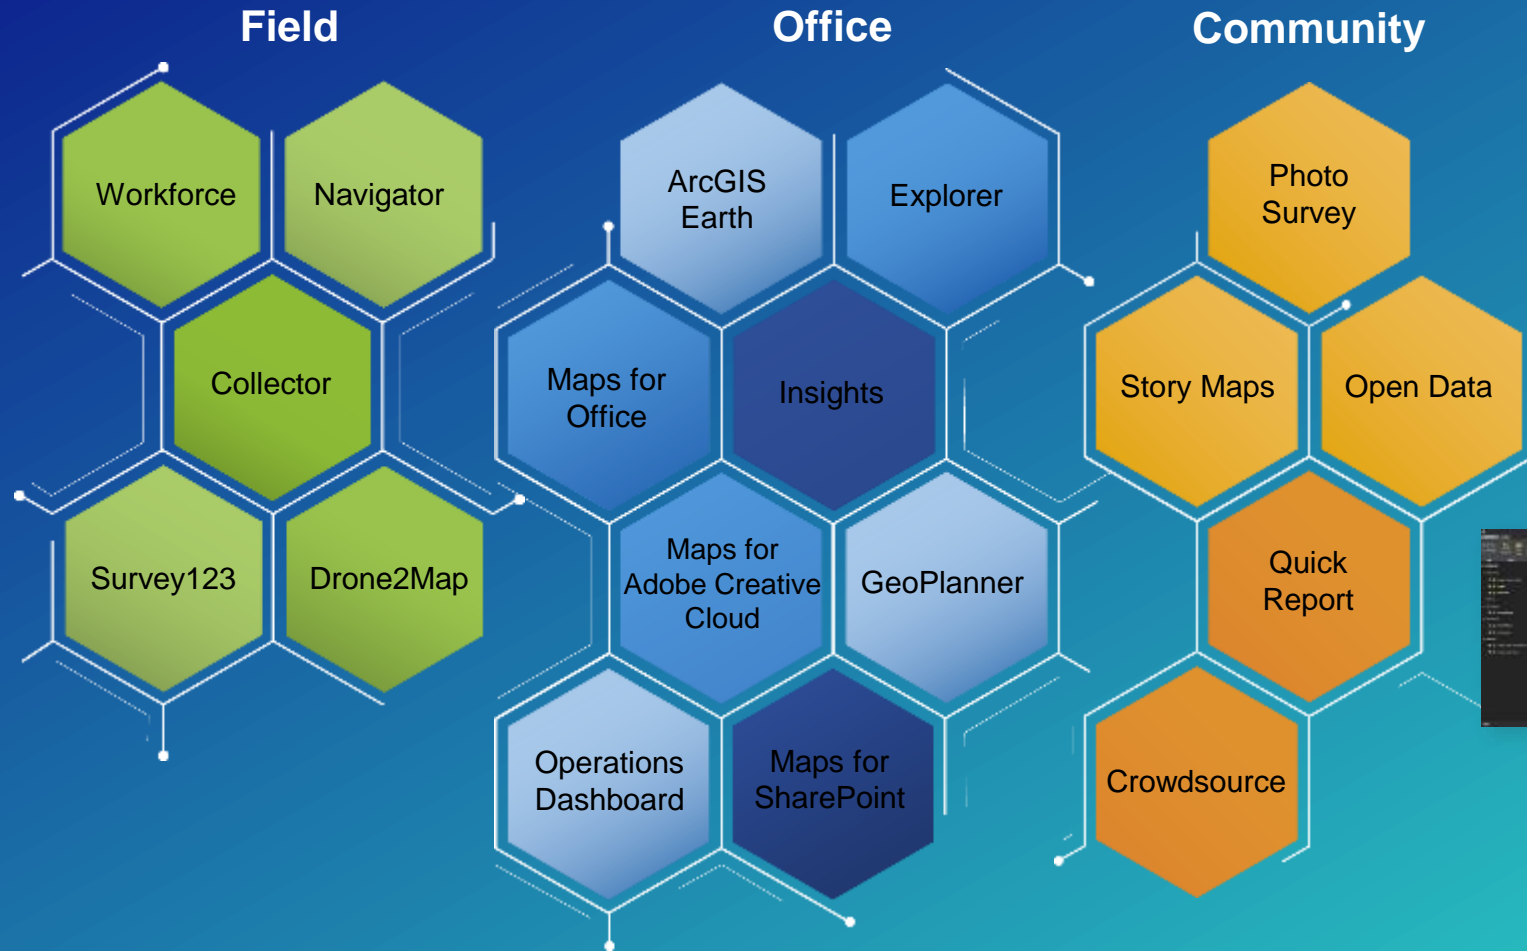 Field
Workforce
Navigator
Collector
Survey123
Drone2Map
Office
ArcGIS
Earth
Explorer
Maps for
Office
Insights
Maps for
Adobe Creative
Cloud
GeoPlanner
Operations
Dashboard
Maps for
SharePoint
Community
Photo
Survey
Story Maps
Open Data
Quick
Report
Crowdsource